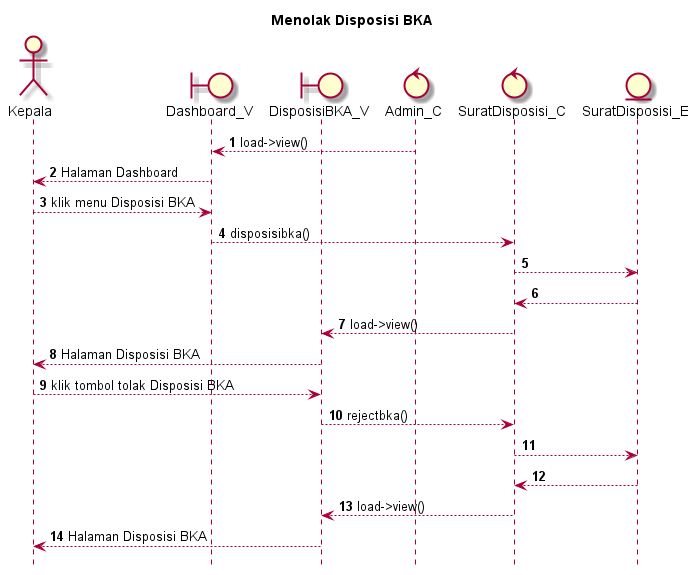 Menolak Disposisi BKA
Kepala Dashboard_V DisposisiBKA_V Admin_C SuratDisposisi_C SuratDisposisi_E
1 load->view()
2 Halaman Dashboard
3 klik menu Disposisi BKA
4 disposisibka()
5
6
7 load->view()
8 Halaman Disposisi BKA
9 klik tombol tolak Disposisi BKA
10 rejectbka()
11
12
13 load->view()
14 Halaman Disposisi BKA